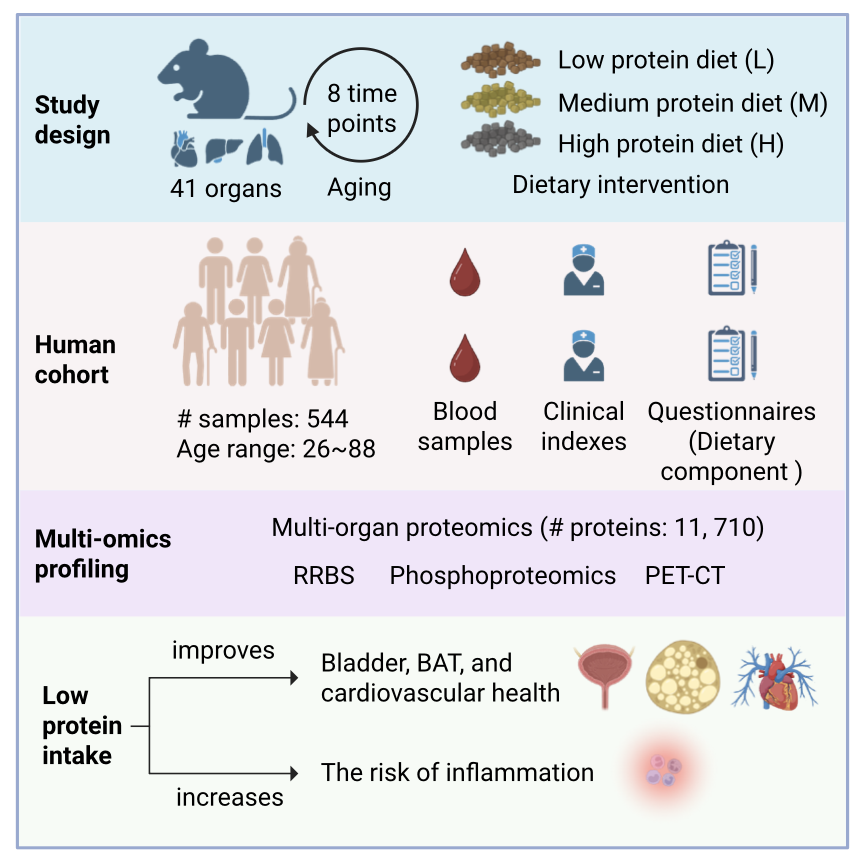 Study
design
8 time
points
41 organs
Aging
Low protein diet (L)
Medium protein diet (M)
High protein diet (H)
Dietary intervention
Human
cohort
# samples: 544
Age range: 26~88
Blood
samples
Clinical
indexes
Questionnaires
(Dietary
component )
Multi-omics
profiling
Multi-organ proteomics (# proteins: 11, 710)
RRBS Phosphoproteomics PET-CT
Low
protein
intake
improves
Bladder, BAT, and
cardiovascular health
increases
The risk of inflammation